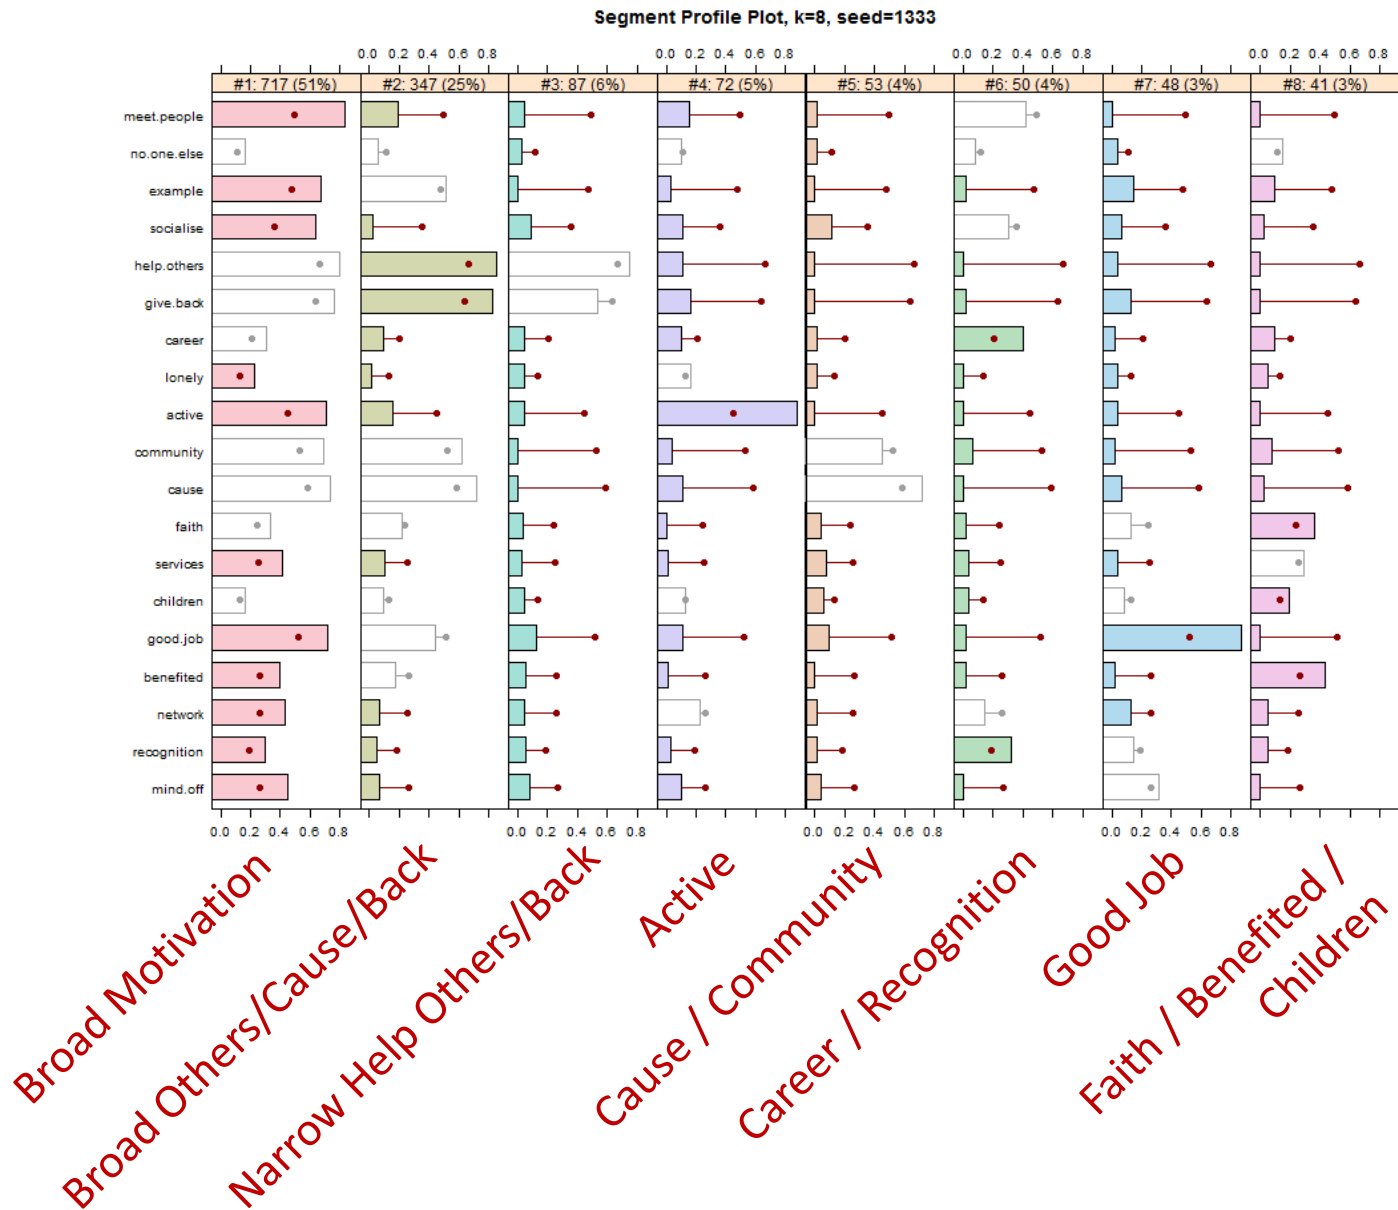 Segment Profile Plot, k=8, seed=1333
0.0 0.2 0.4 0.6 0.8 0.0 0.2 0.4 0.6 0.8 0.0 0.2 0.4 0.6 0.8 0.0 0.2 0.4 0.6 0.8
#1: 717 (51%) #2: 347 (25%) #3: 87 (6%) #4: 72 (5%) #5: 53 (4%) #6: 50 (4%) #7: 48 (3%) #8: 41 (3%)
meet.people
no.one.else
example
socialise
help.others
give.back
career
lonely
active
community
cause
faith
services
children
good.job
benefited
network
recognition
mind.off
0.0 0.2 0.4 0.6 0.8 0.0 0.2 0.4 0.6 0.8 0.0 0.2 0.4 0.6 0.8 0.0 0.2 0.4 0.6 0.8
Broad Motivation
Broad Others/Cause/Back
Narrow Help Others/Back
Active
Cause / Community
Career / Recognition
Good Job
Faith / Benefited /
Children